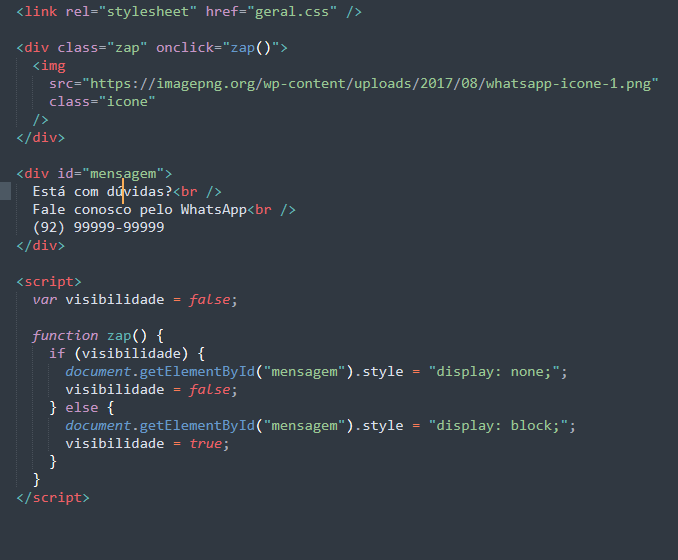 <link rel="stylesheet" href="geral.css" />
<div class="zap" onclick="zap()">
<img
src="https://imagepng.org/wp-content/uploads/2017/08/whatsapp-icone-1.png"
class="icone"
/>
</div>
<div id="mensagem">
Está com dúvidas?<br />
Fale conosco pelo WhatsApp<br />
(92) 99999-99999
</div>
<script>
var visibilidade = false;
function zap() {
if (visibilidade) {
document.getElementById("mensagem").style = "display: none;";
visibilidade = false;
} else {
document.getElementById("mensagem").style = "display: block;";
visibilidade = true;
}
}
</script>